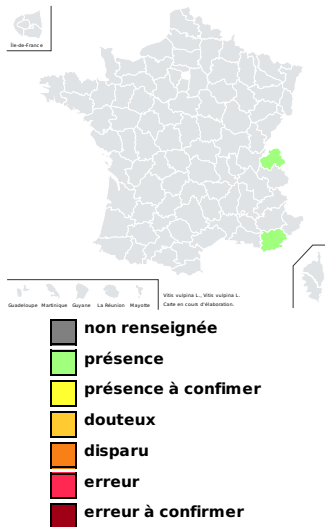 Île-de-France
Guadeloupe Martinique Guyane La Réunion Mayotte
Vitis vulpina L., Vitis vulpina L.
Carte en cours d'élaboration.
non renseignée
présence
présence à confimer
douteux
disparu
erreur
erreur à confirmer